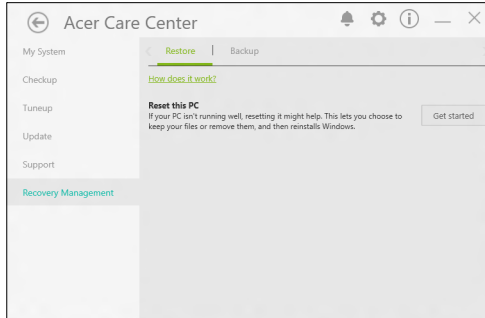 Acer Care Center
My System
Checkup
Tuneup
Update
Support
Recovery Management
Restore
Backup
How does it work?
Reset this PC
If your PC isn't running well, resetting it might help. This lets you choose to
keep your files or remove them, and then reinstalls Windows.
Get started